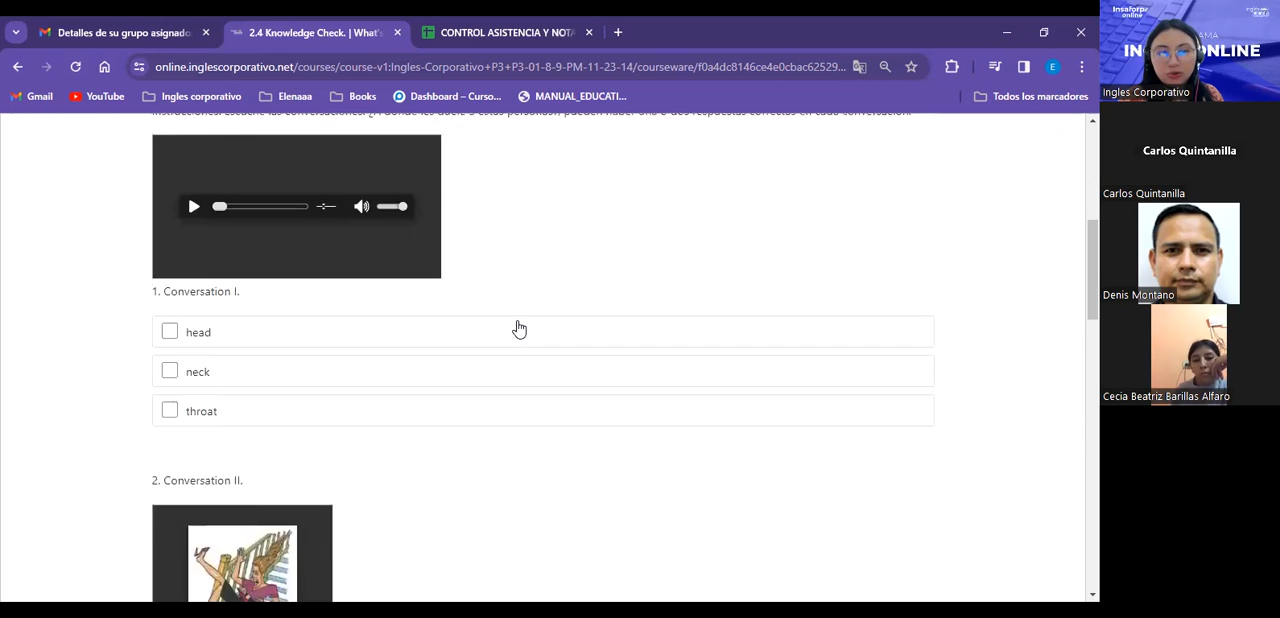 Detalles de su grupo asignado
2.4 Knowledge Check. | What's
CONTROL ASISTENCIA Y NOTA
online.inglescorporativo.net/courses/course-v1:Ingles-Corporativo+P3+P3-01-8-9-PM-11-23-14/courseware/f0a4dc8146ce4e0cbac62529...
E
Gmail
YouTube
Ingles corporativo
Elenaaa
Books
Dashboard – Curso...
MANUAL_EDUCATI...
Todos los marcadores
1. Conversation I.
head
neck
throat
2. Conversation II.
Insaforp
online
Ingles Corporativo
Carlos Quintanilla
Carlos Quintanilla
Denis Montano
Cecia Beatriz Barillas Alfaro